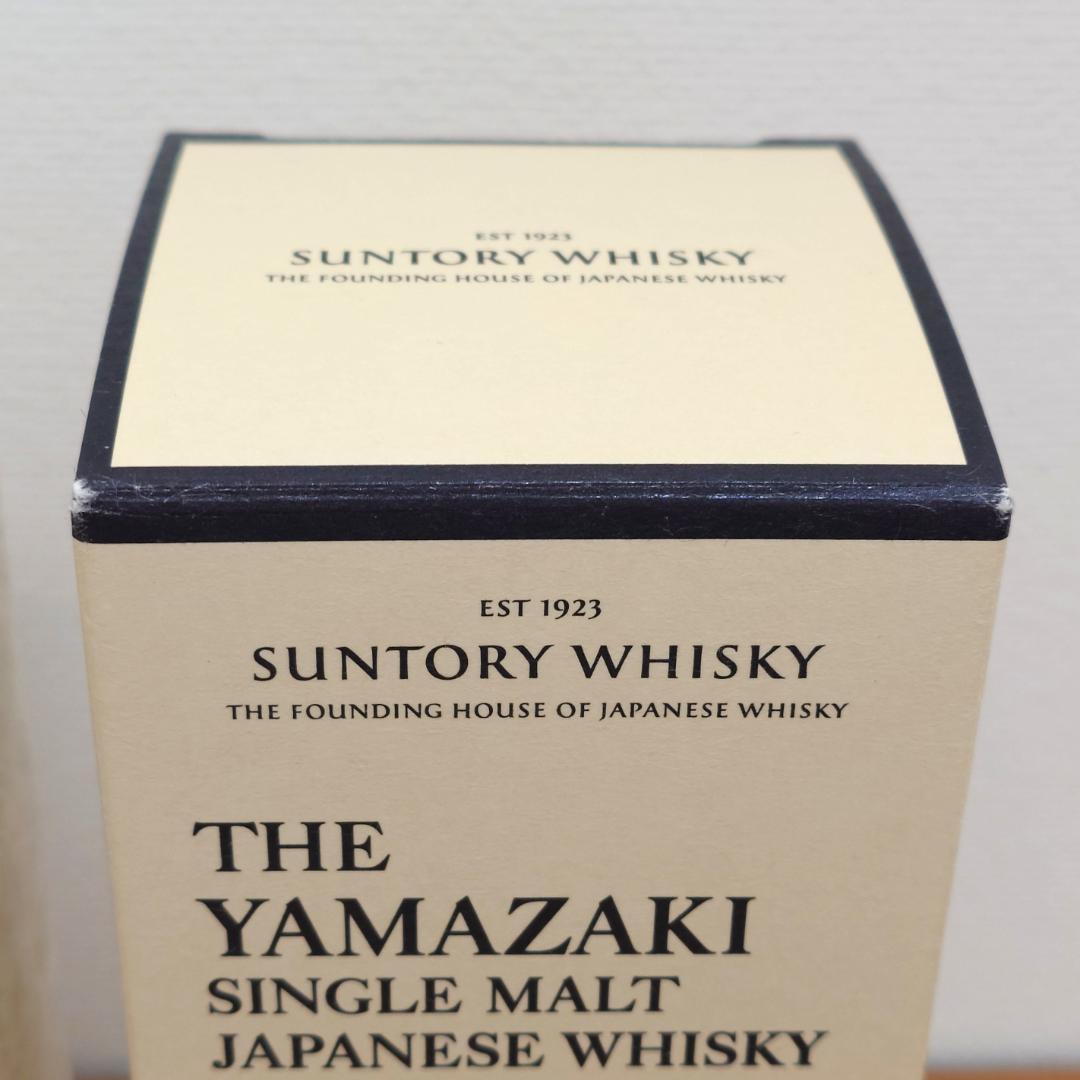 EST 1923
SUNTORY WHISKY
THE FOUNDING HOUSE OF JAPANESE WHISKY
EST 1923
SUNTORY WHISKY
THE FOUNDING HOUSE OF JAPANESE WHISKY
THE
YAMAZAKI
SINGLE MALT
JAPANESE WHISKY